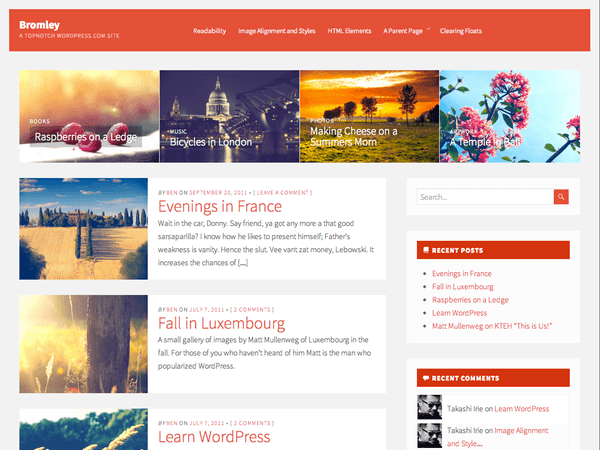 Bromley
A TOPNOTCH WORDPRESS.COM SITE
Readability
Image Alignment and Styles
HTML Elements
A Parent Page
Clearing Floats
BOOKS
Raspberries on a Ledge
MUSIC
Bicycles in London
PHOTOS
Making Cheese on a
Summers Morn
ARTWORK
A Temple in Bali
BY BEN ON SEPTEMBER 20, 2011 • [ LEAVE A COMMENT ]
Evenings in France
Wait in the car, Donny. Say friend, ya got any more a that good
sarsaparilla? I know how he likes to present himself; Father's
weakness is vanity. Hence the slut. Vee vant zat money, Lebowski. It
increases the chances of [...]
BY BEN ON JULY 7, 2011 • [ 2 COMMENTS ]
Fall in Luxembourg
A small gallery of images by Matt Mullenweg of Luxembourg in the
fall. For those of you who haven't heard of him Matt is the man who
popularized WordPress.
BY BEN ON JULY 7, 2011 • [ 2 COMMENTS ]
Learn WordPress
Search...
RECENT POSTS
Evenings in France
Fall in Luxembourg
Raspberries on a Ledge
Learn WordPress
Matt Mullenweg on KTEH "This is Us!"
RECENT COMMENTS
Takashi Irie on Learn WordPress
Takashi Irie on Image Alignment
and Style...